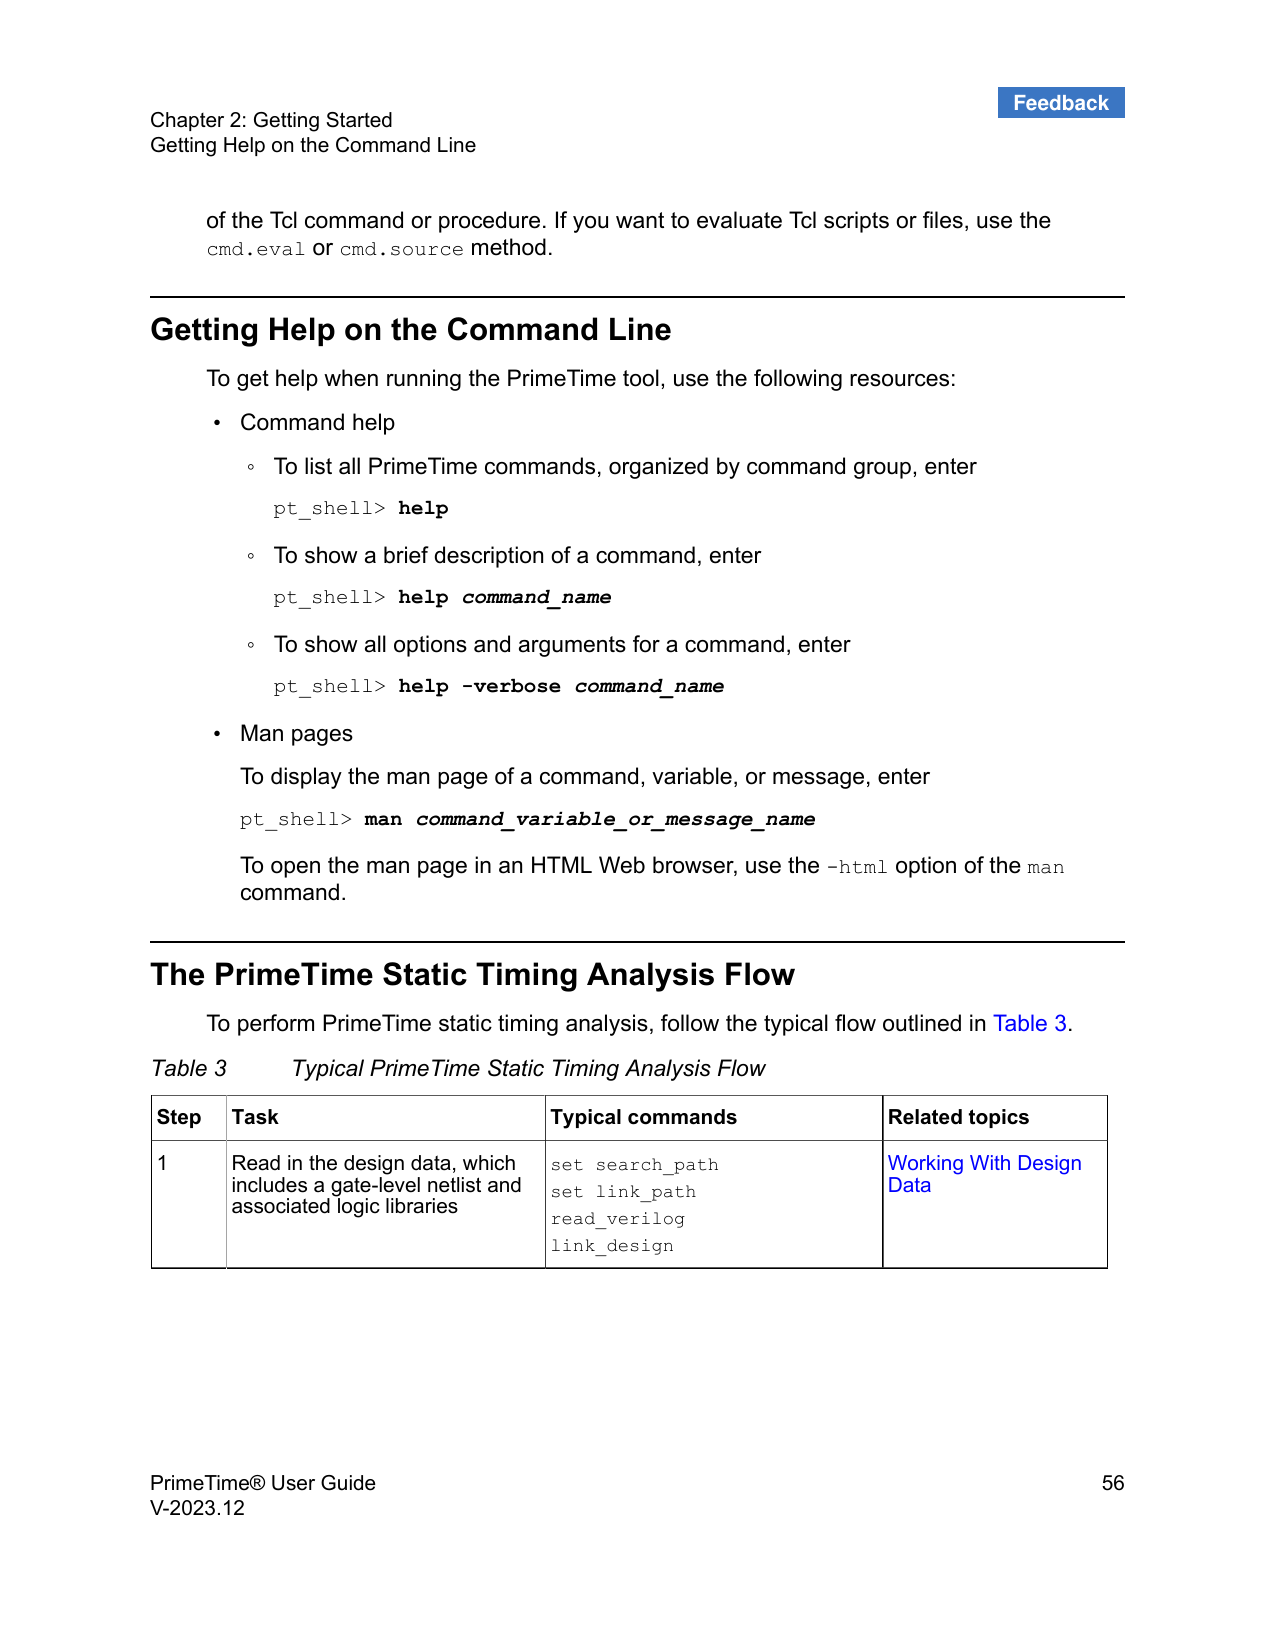 Feedback
Chapter 2: Getting Started
Getting Help on the Command Line
of the Tcl command or procedure. If you want to evaluate Tcl scripts or files, use the
cmd.eval or cmd.source method.
Getting Help on the Command Line
To get help when running the PrimeTime tool, use the following resources:
• Command help
◦ To list all PrimeTime commands, organized by command group, enter
pt_shell> help
◦ To show a brief description of a command, enter
pt_shell> help command_name
◦ To show all options and arguments for a command, enter
pt_shell> help -verbose command_name
• Man pages
To display the man page of a command, variable, or message, enter
pt_shell> man command_variable_or_message_name
To open the man page in an HTML Web browser, use the -html option of the man
command.
The PrimeTime Static Timing Analysis Flow
To perform PrimeTime static timing analysis, follow the typical flow outlined in Table 3.
Table 3 Typical PrimeTime Static Timing Analysis Flow
Step Task Typical commands Related topics
1 Read in the design data, which set search_path Working With Design
includes a gate-level netlist and set link_path Data
associated logic libraries read_verilog
link_design
PrimeTime® User Guide 56
V-2023.12